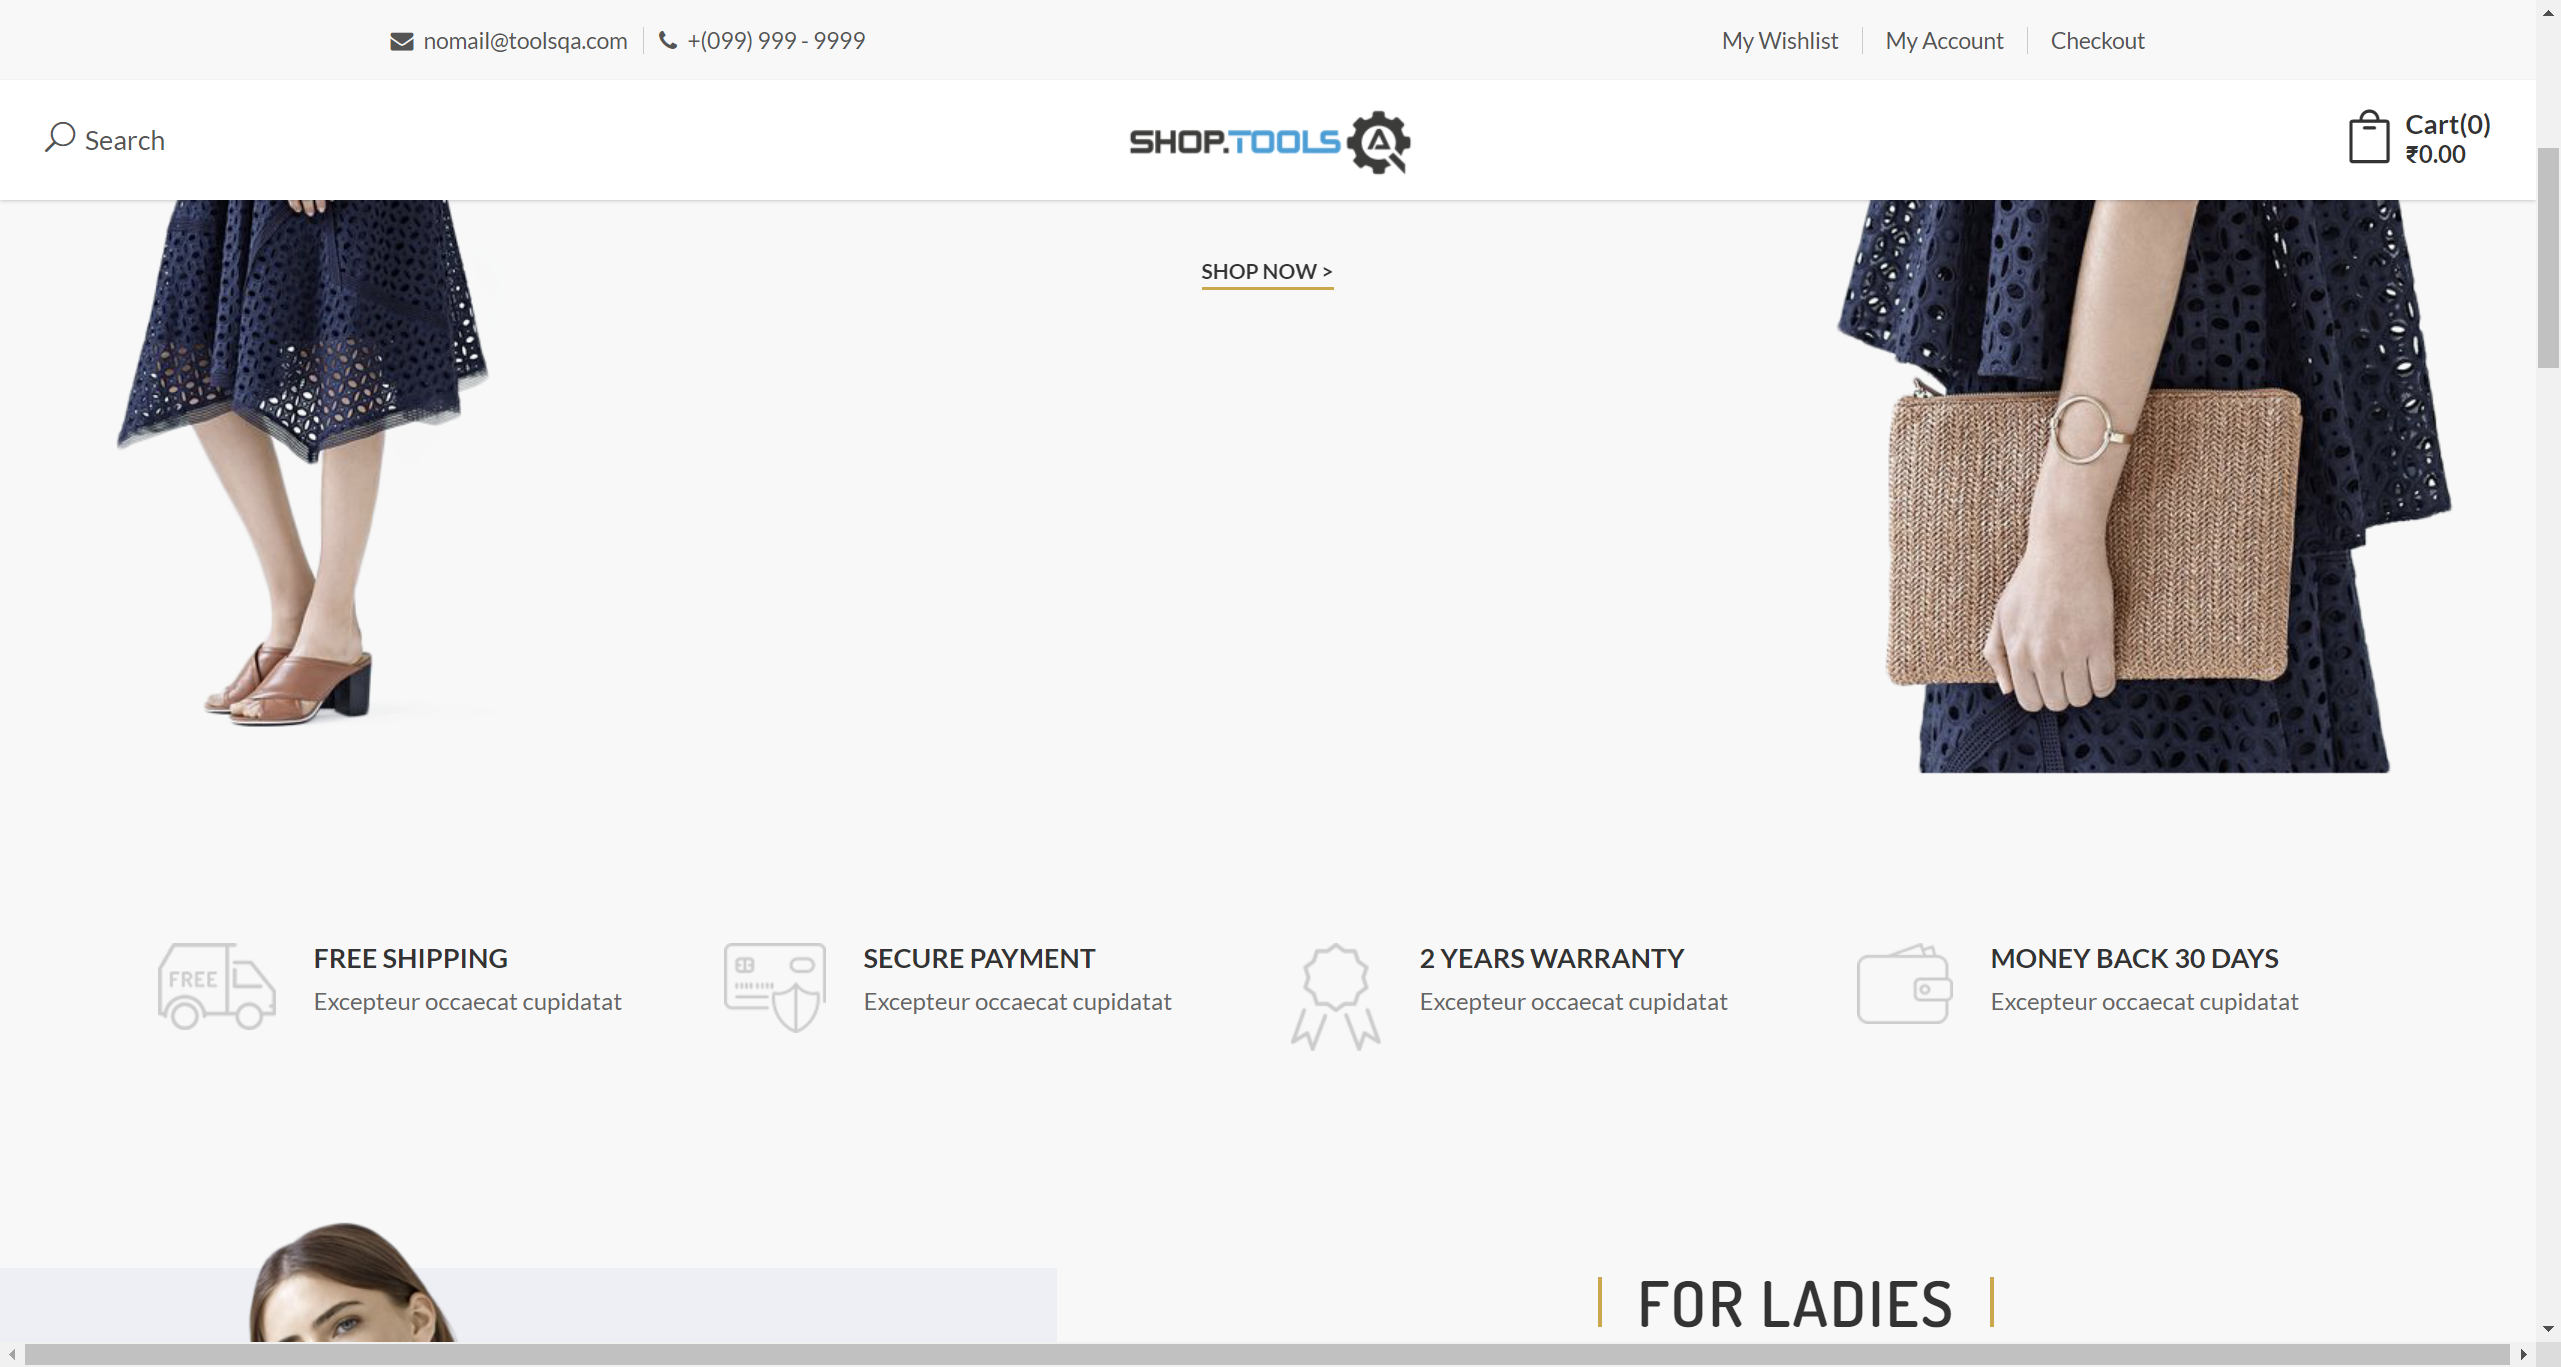 nomail@toolsqa.com
+(099) 999 - 9999
My Wishlist
My Account
Checkout
Search
SHOP.TOOLS
Cart(0)
₹0.00
SHOP NOW >
FREE
FREE SHIPPING
Excepteur occaecat cupidatat
SECURE PAYMENT
Excepteur occaecat cupidatat
2 YEARS WARRANTY
Excepteur occaecat cupidatat
MONEY BACK 30 DAYS
Excepteur occaecat cupidatat
FOR LADIES